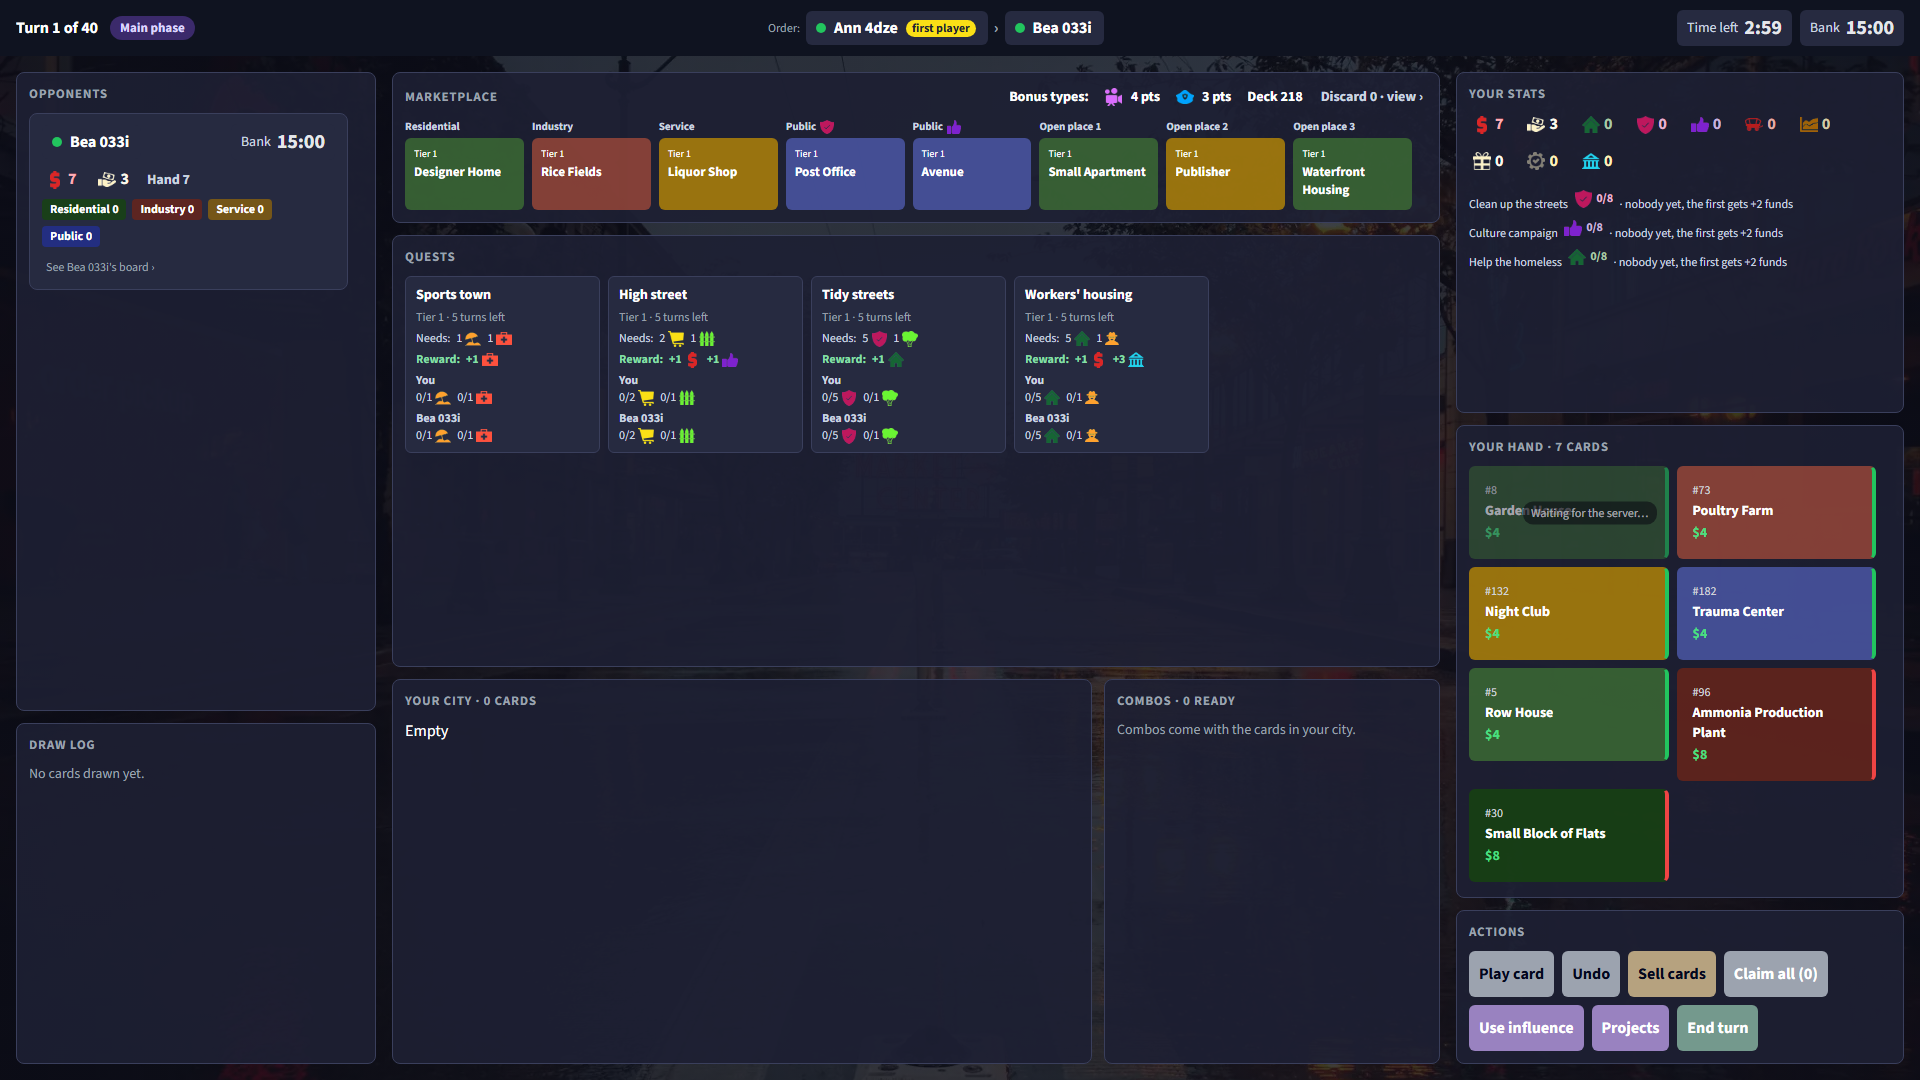 Turn 1 of 40 Main phase
Order: Ann 4dze first player › Bea 033i
Time left 2:59 Bank 15:00
OPPONENTS
Bea 033i Bank 15:00
7 3 Hand 7
Residential 0 Industry 0 Service 0
Public 0
See Bea 033i's board ›
DRAW LOG
No cards drawn yet.
MARKETPLACE
Bonus types: 4 pts 3 pts Deck 218 Discard 0 · view ›
Residential Industry Service Public Public Open place 1 Open place 2 Open place 3
Tier 1 Tier 1 Tier 1 Tier 1 Tier 1 Tier 1 Tier 1 Tier 1
Designer Home Rice Fields Liquor Shop Post Office Avenue Small Apartment Publisher Waterfront
Housing
QUESTS
Sports town
Tier 1 · 5 turns left
Needs: 1 1
Reward: +1
You
0/1 0/1
Bea 033i
0/1 0/1
High street
Tier 1 · 5 turns left
Needs: 2 1
Reward: +1 +1
You
0/2 0/1
Bea 033i
0/2 0/1
Tidy streets
Tier 1 · 5 turns left
Needs: 5 1
Reward: +1
You
0/5 0/1
Bea 033i
0/5 0/1
Workers' housing
Tier 1 · 5 turns left
Needs: 5 1
Reward: +1 +3
You
0/5 0/1
Bea 033i
0/5 0/1
YOUR CITY · 0 CARDS
Empty
COMBOS · 0 READY
Combos come with the cards in your city.
YOUR STATS
7 3 0 0 0 0 0
0 0 0
Clean up the streets 0/8 · nobody yet, the first gets +2 funds
Culture campaign 0/8 · nobody yet, the first gets +2 funds
Help the homeless 0/8 · nobody yet, the first gets +2 funds
YOUR HAND · 7 CARDS
#8
Garden
Waiting for the server...
$4
#73
Poultry Farm
$4
#132
Night Club
$4
#182
Trauma Center
$4
#5
Row House
$4
#96
Ammonia Production
Plant
$8
#30
Small Block of Flats
$8
ACTIONS
Play card Undo Sell cards Claim all (0)
Use influence Projects End turn